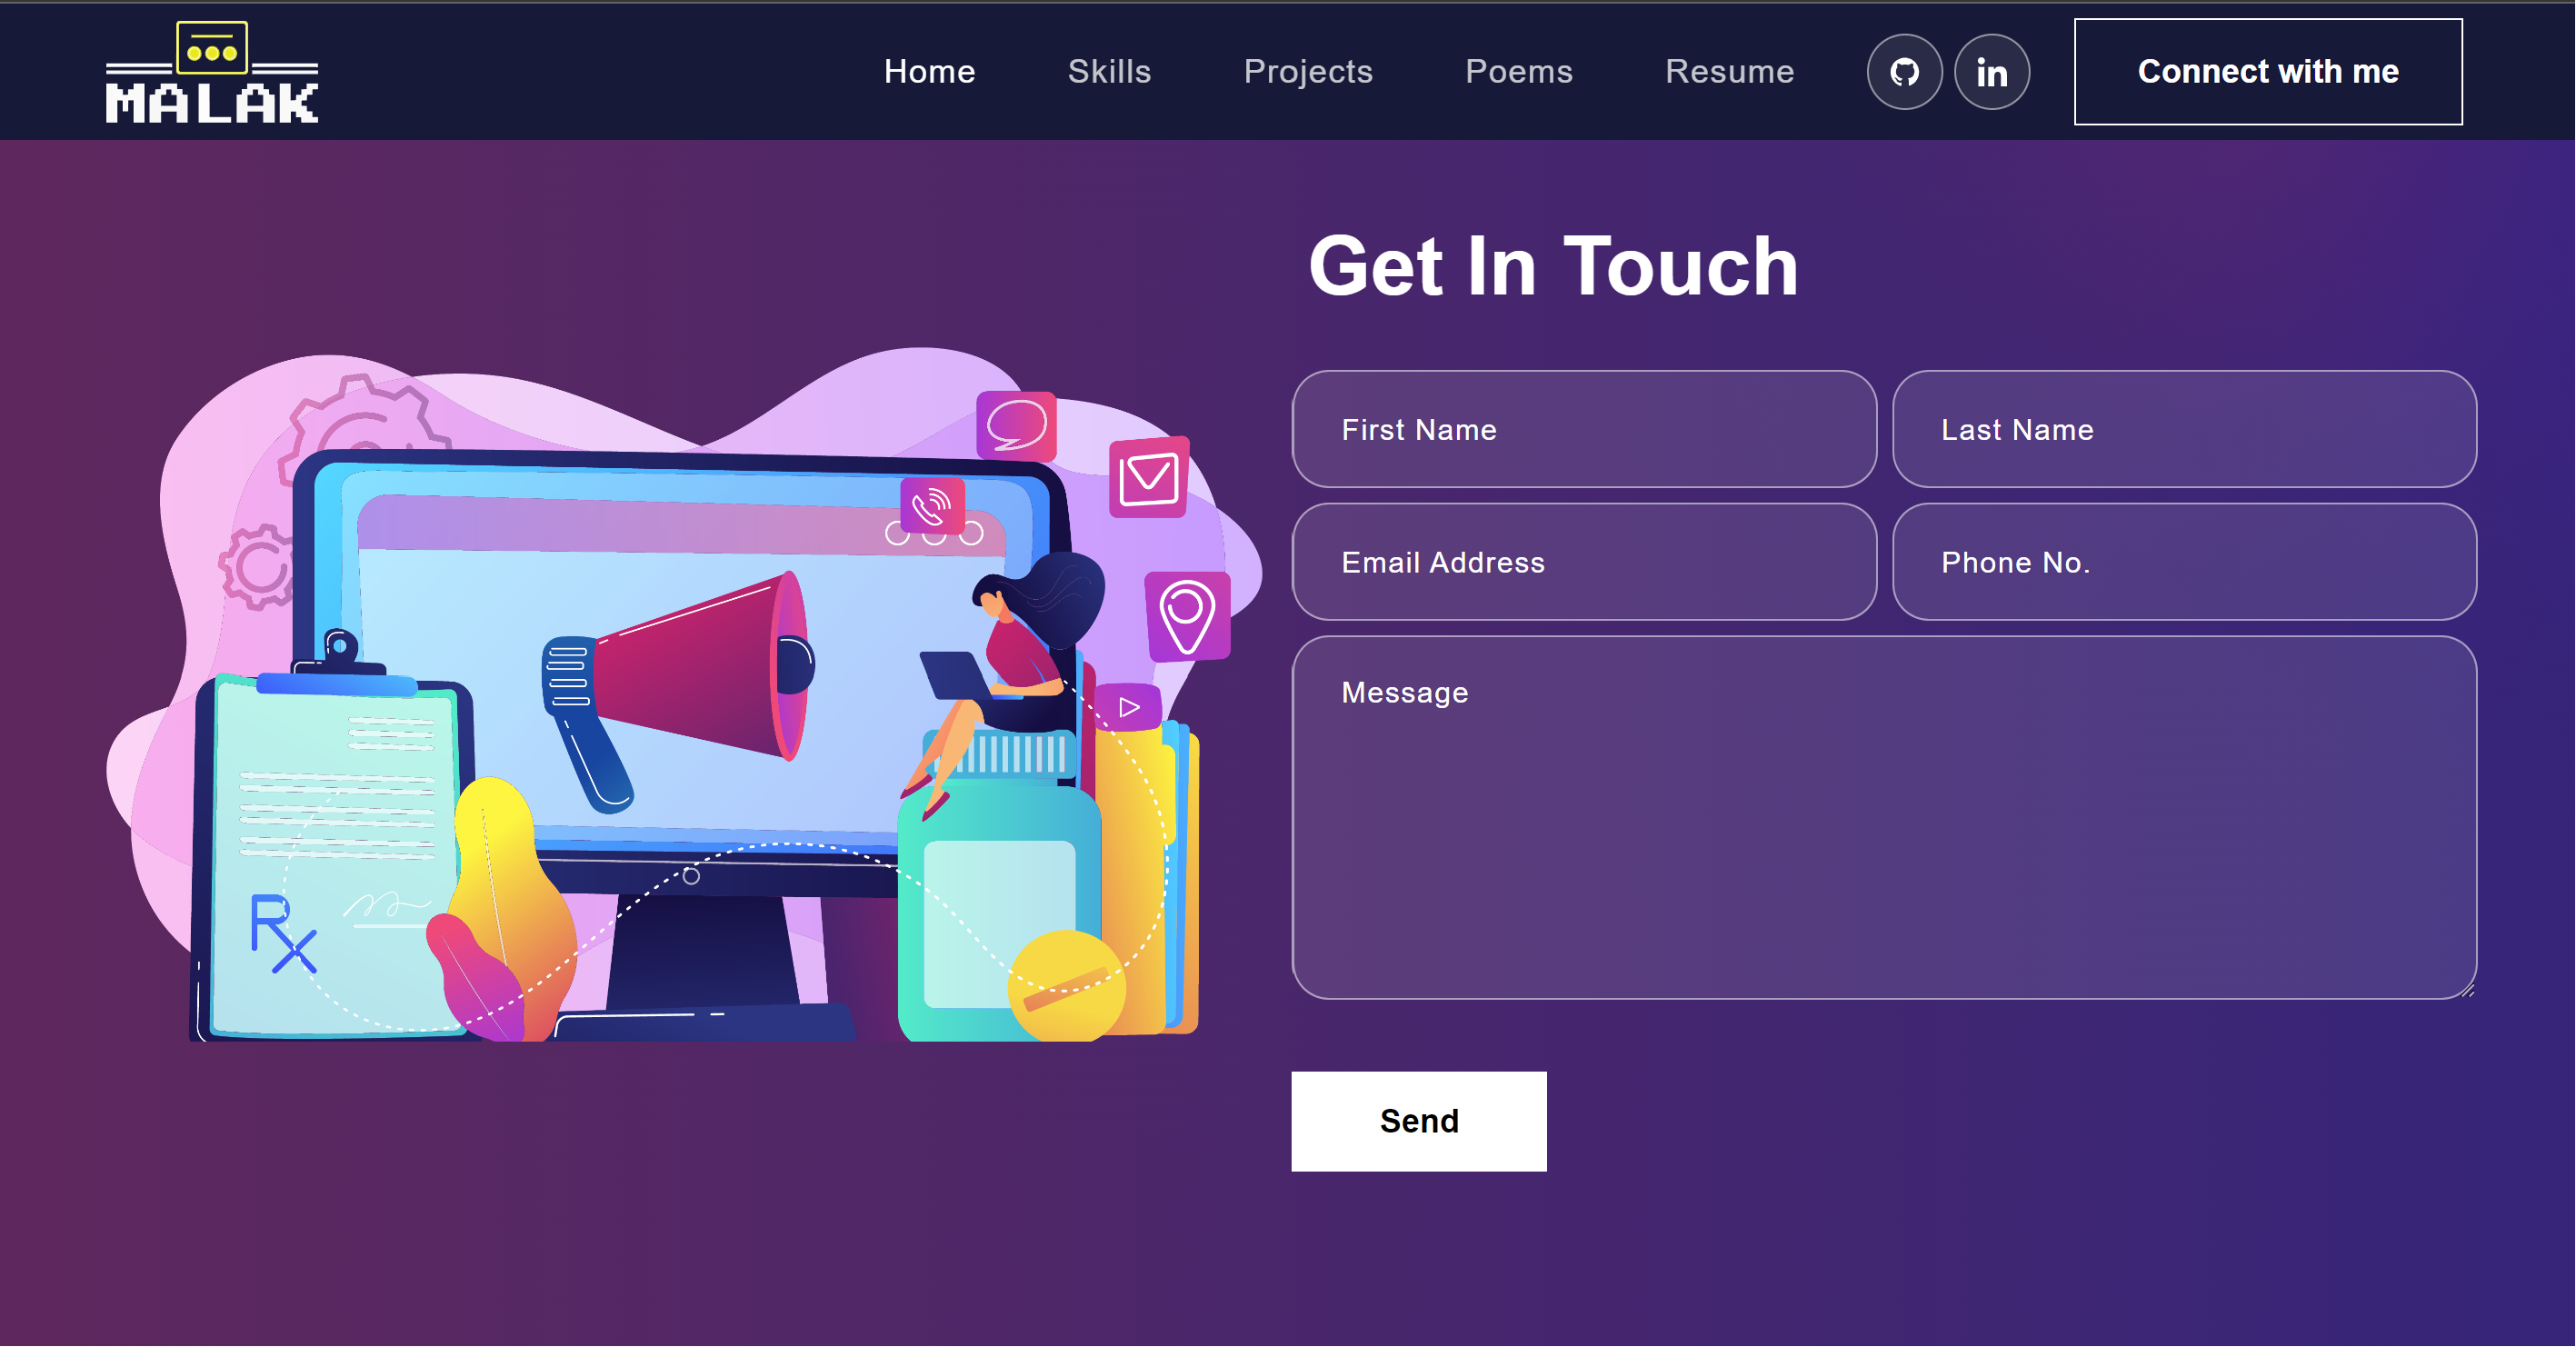 MALAK
Home Skills Projects Poems Resume in Connect with me
Get In Touch
First Name Last Name
Email Address Phone No.
Message
Rx
Send